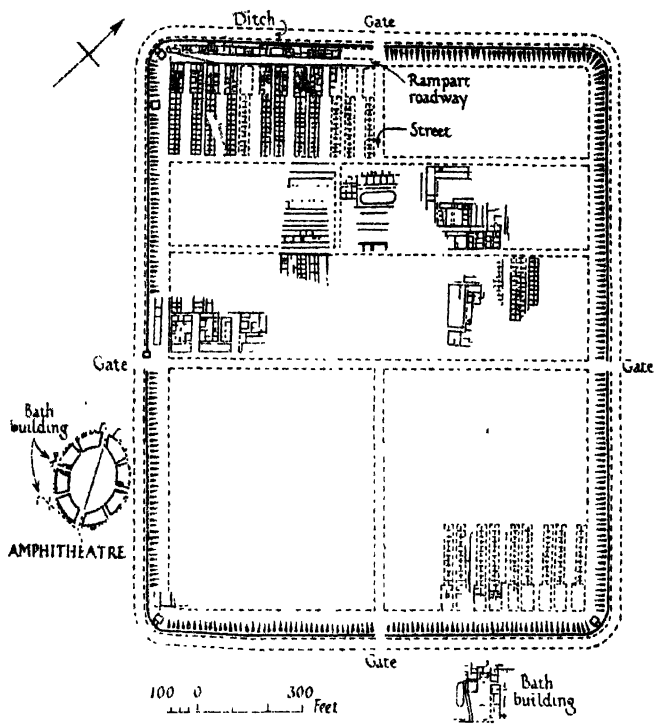 Ditch
Gate
Rampart
roadway
Street
Gate
Gate
Bath
building
AMPHITHEATRE
Gate
100 0 300 Feet
Bath
building